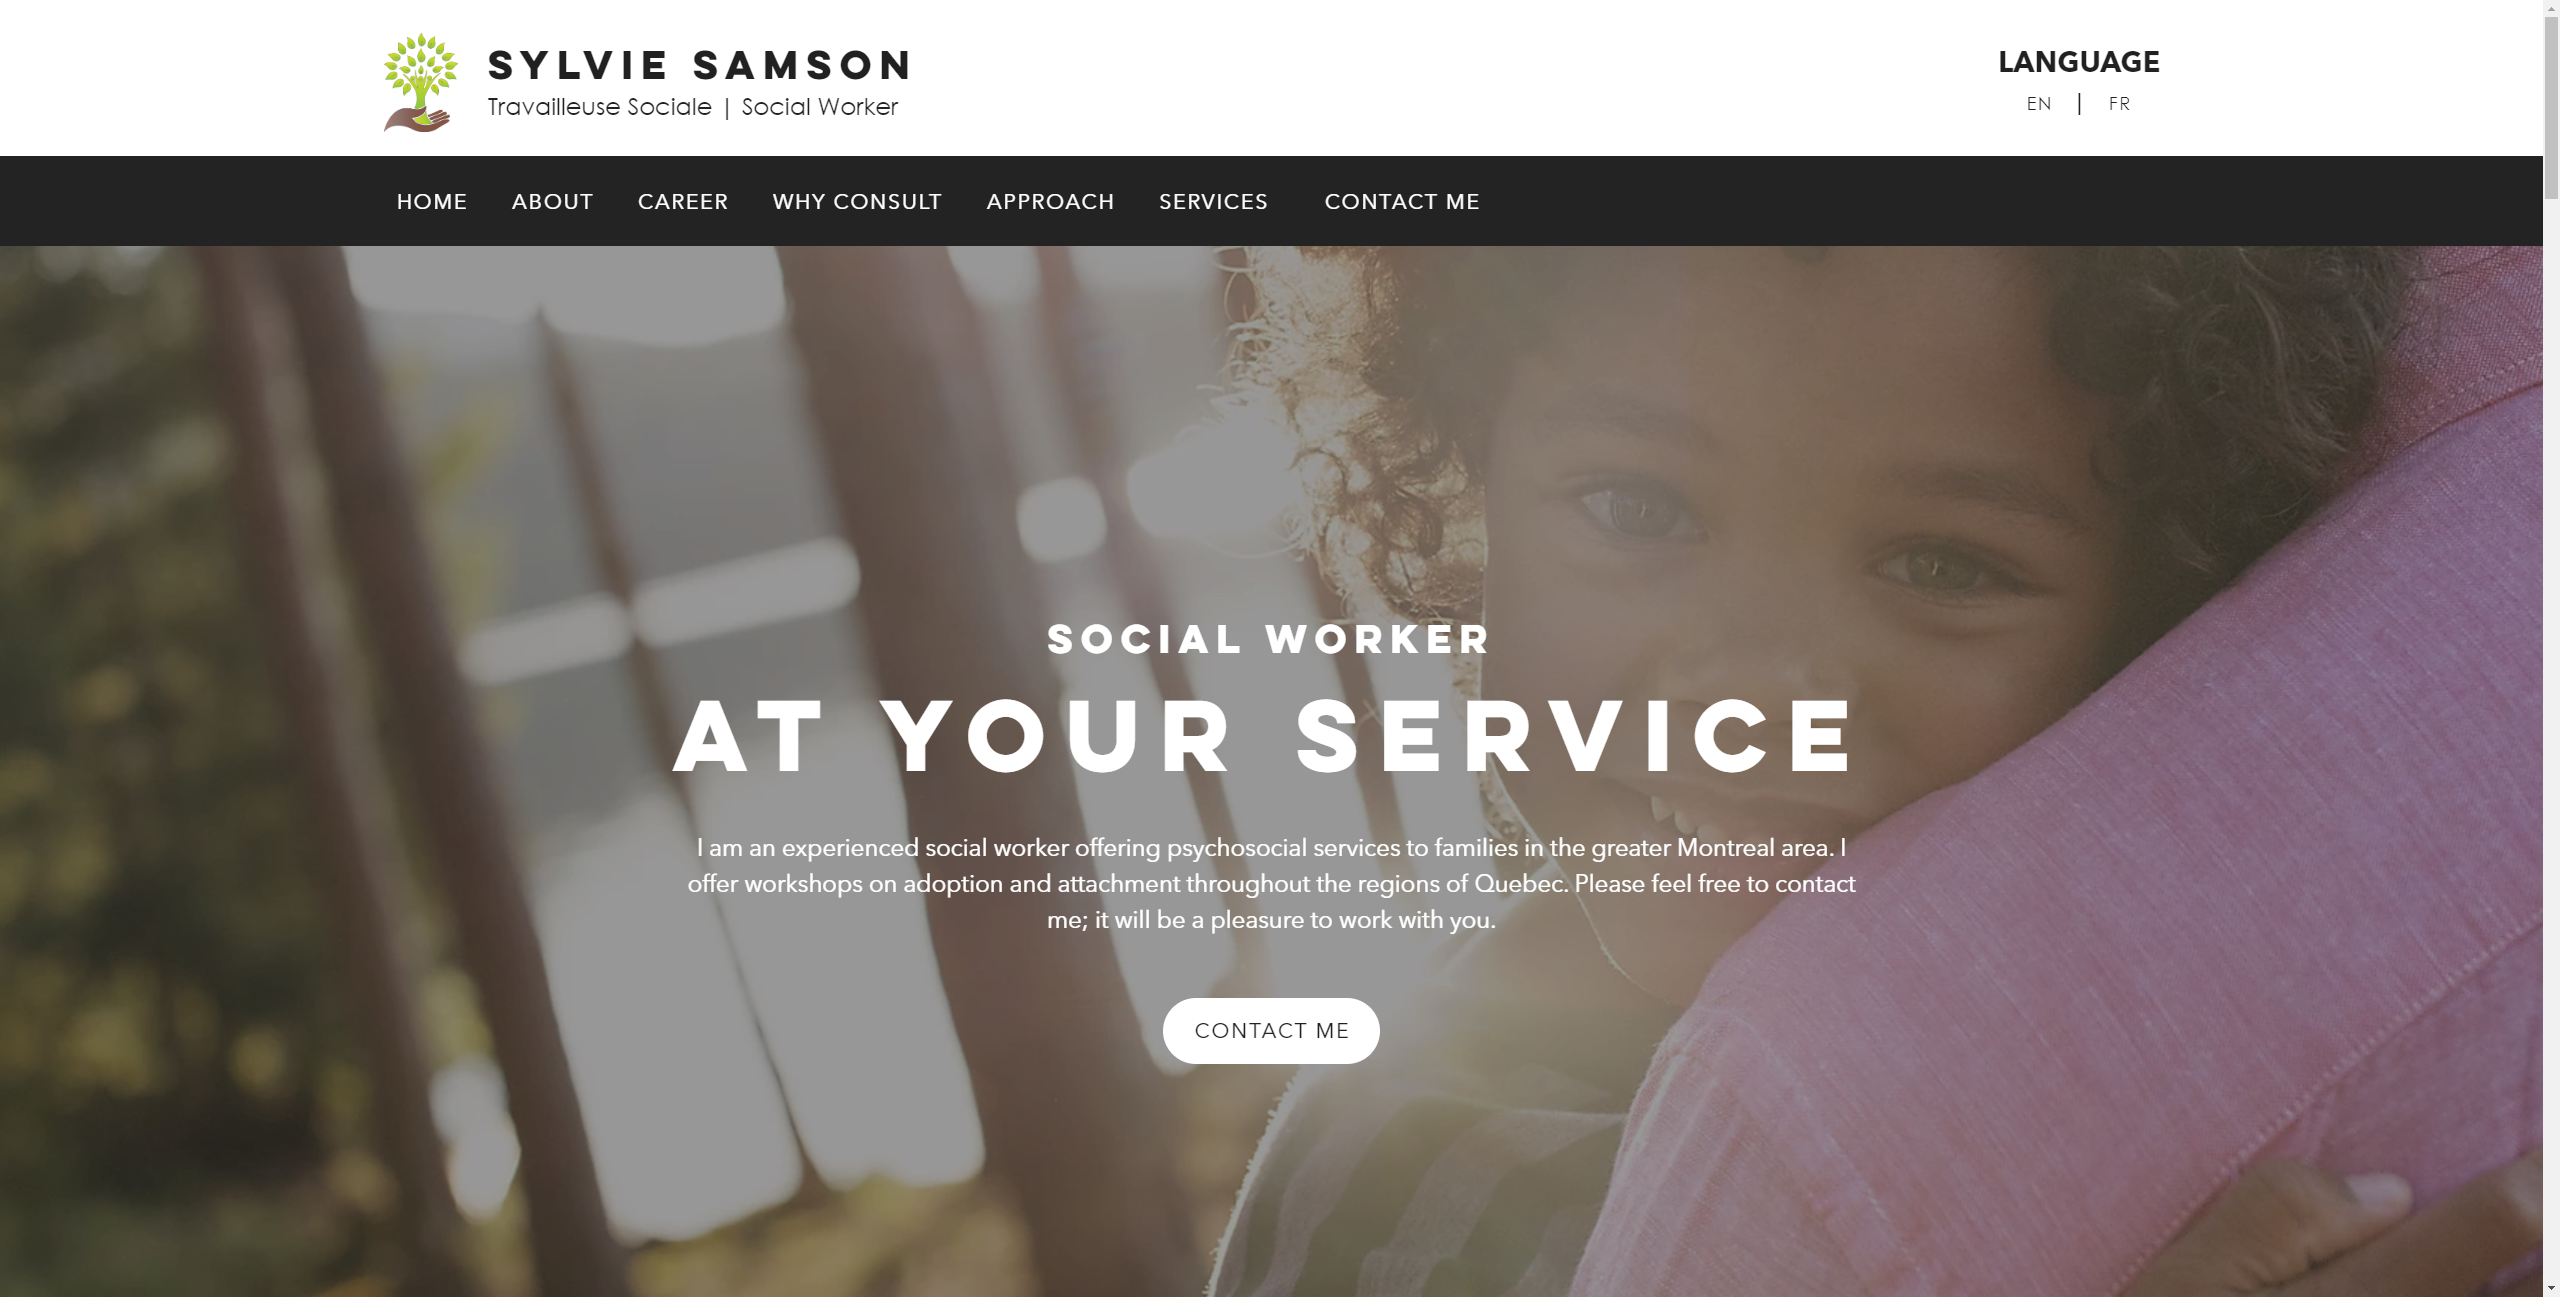 SYLVIE SAMSON
Travailleuse Sociale | Social Worker
LANGUAGE
EN | FR
HOME ABOUT CAREER WHY CONSULT APPROACH SERVICES CONTACT ME
SOCIAL WORKER
AT YOUR SERVICE
I am an experienced social worker offering psychosocial services to families in the greater Montreal area. I
offer workshops on adoption and attachment throughout the regions of Quebec. Please feel free to contact
me; it will be a pleasure to work with you.
CONTACT ME